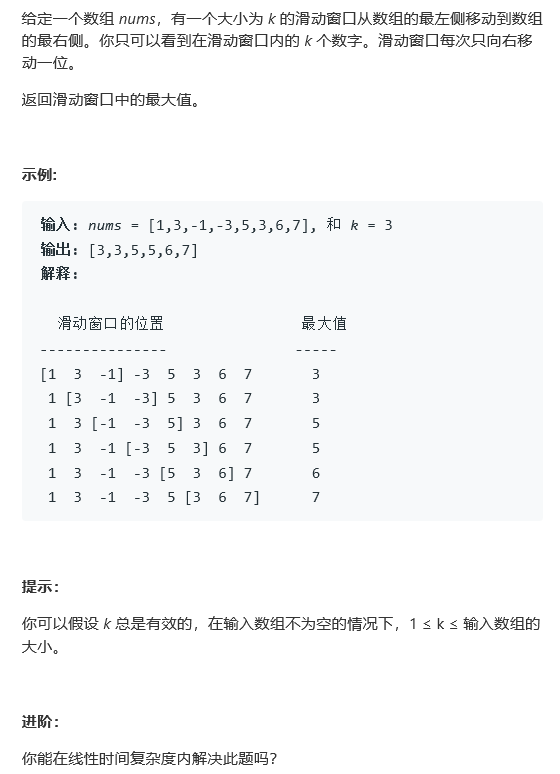 给定一个数组 nums，有一个大小为 k 的滑动窗口从数组的最左侧移动到数组
的最右侧。你只可以看到在滑动窗口内的 k 个数字。滑动窗口每次只向右移
动一位。
返回滑动窗口中的最大值。
示例:
输入: nums = [1,3,-1,-3,5,3,6,7], 和 k = 3
输出: [3,3,5,5,6,7]
解释:
滑动窗口的位置 最大值
--------------- -----
[1 3 -1] -3 5 3 6 7 3
1 [3 -1 -3] 5 3 6 7 3
1 3 [-1 -3 5] 3 6 7 5
1 3 -1 [-3 5 3] 6 7 5
1 3 -1 -3 [5 3 6] 7 6
1 3 -1 -3 5 [3 6 7] 7
提示：
你可以假设 k 总是有效的，在输入数组不为空的情况下，1 ≤ k ≤ 输入数组的
大小。
进阶：
你能在线性时间复杂度内解决此题吗？